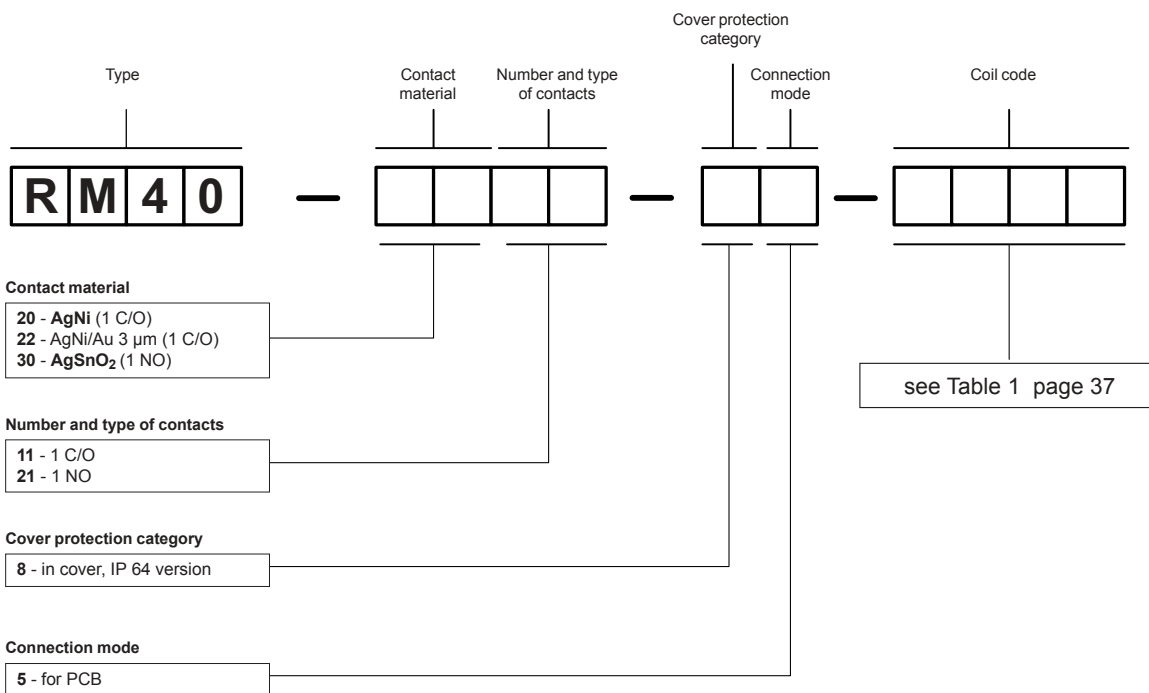 Cover protection
category
Type
Contact
material
Number and type
of contacts
Connection
mode
Coil code
RM40 — — —
Contact material
20 - AgNi (1 C/O)
22 - AgNi/Au 3 µm (1 C/O)
30 - AgSnO₂ (1 NO)
see Table 1 page 37
Number and type of contacts
11 - 1 C/O
21 - 1 NO
Cover protection category
8 - in cover, IP 64 version
Connection mode
5 - for PCB